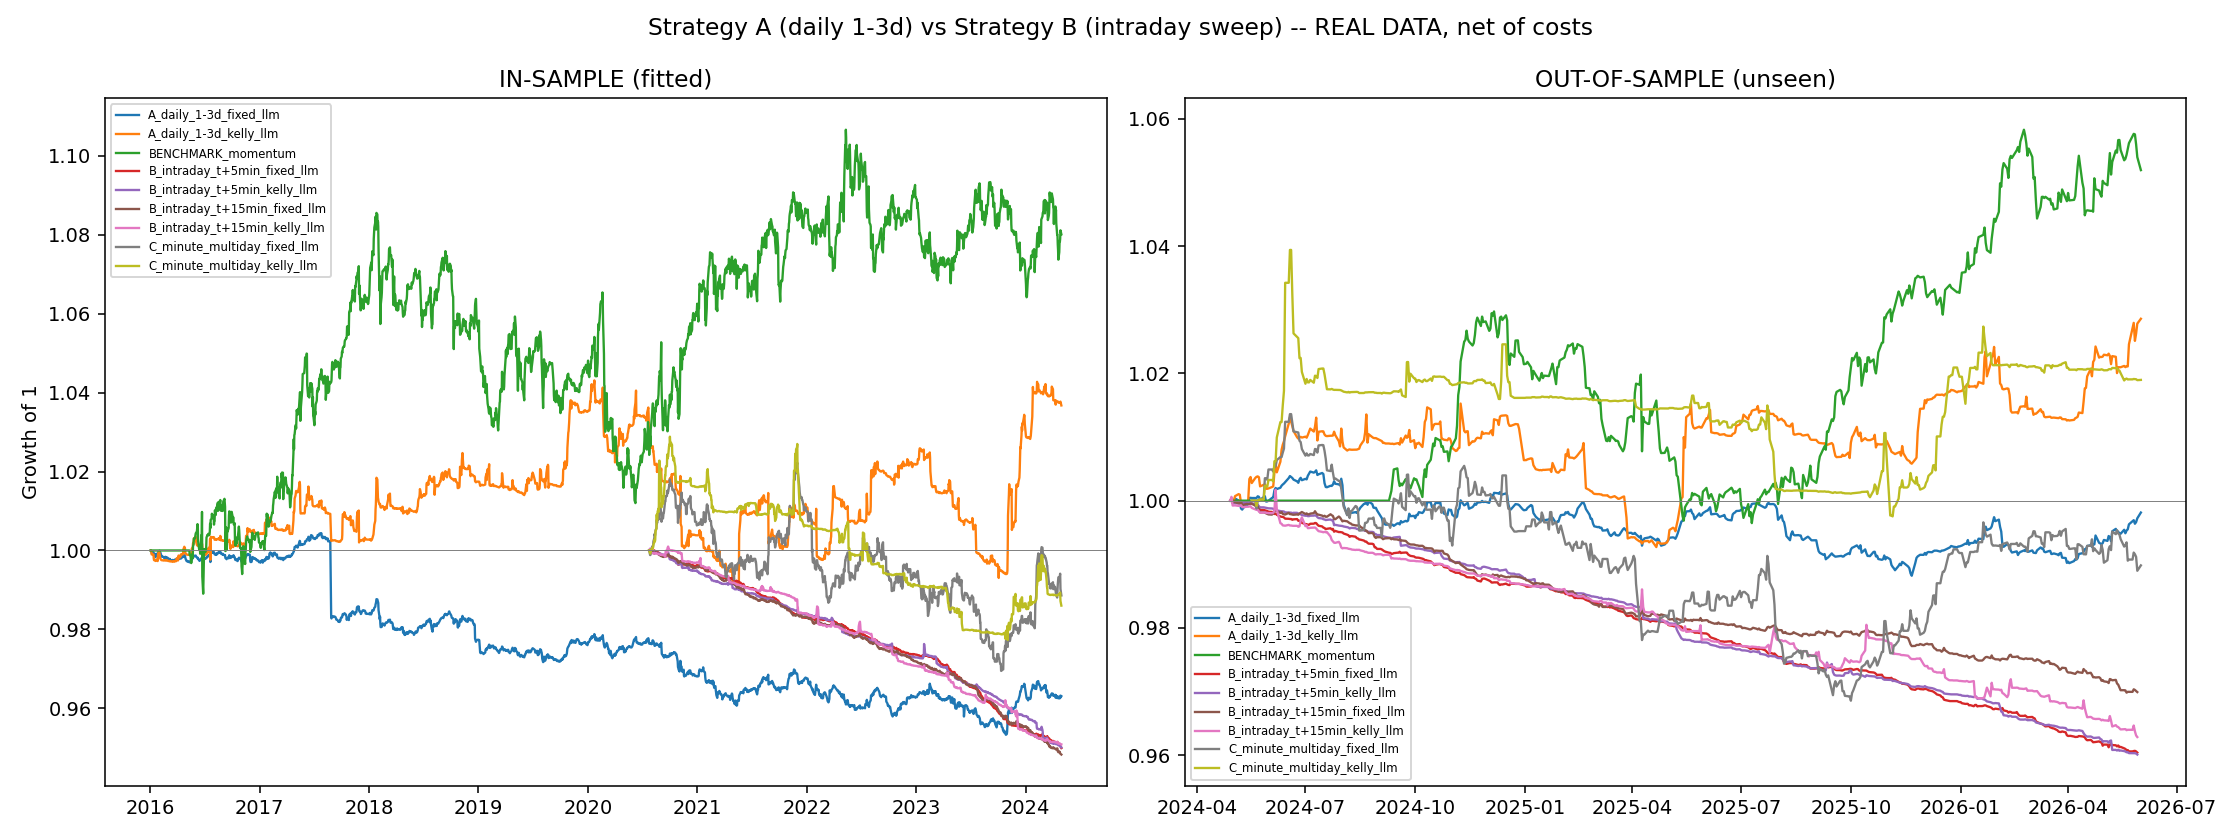 Strategy A (daily 1-3d) vs Strategy B (intraday sweep) -- REAL DATA, net of costs
IN-SAMPLE (fitted)
A_daily_1-3d_fixed_llm
A_daily_1-3d_kelly_llm
BENCHMARK_momentum
B_intraday_t+5min_fixed_llm
B_intraday_t+5min_kelly_llm
B_intraday_t+15min_fixed_llm
B_intraday_t+15min_kelly_llm
C_minute_multiday_fixed_llm
C_minute_multiday_kelly_llm
Growth of 1
1.10
1.08
1.06
1.04
1.02
1.00
0.98
0.96
2016 2017 2018 2019 2020 2021 2022 2023 2024
OUT-OF-SAMPLE (unseen)
1.06
1.04
1.02
1.00
0.98
0.96
A_daily_1-3d_fixed_llm
A_daily_1-3d_kelly_llm
BENCHMARK_momentum
B_intraday_t+5min_fixed_llm
B_intraday_t+5min_kelly_llm
B_intraday_t+15min_fixed_llm
B_intraday_t+15min_kelly_llm
C_minute_multiday_fixed_llm
C_minute_multiday_kelly_llm
2024-04 2024-07 2024-10 2025-01 2025-04 2025-07 2025-10 2026-01 2026-04 2026-07